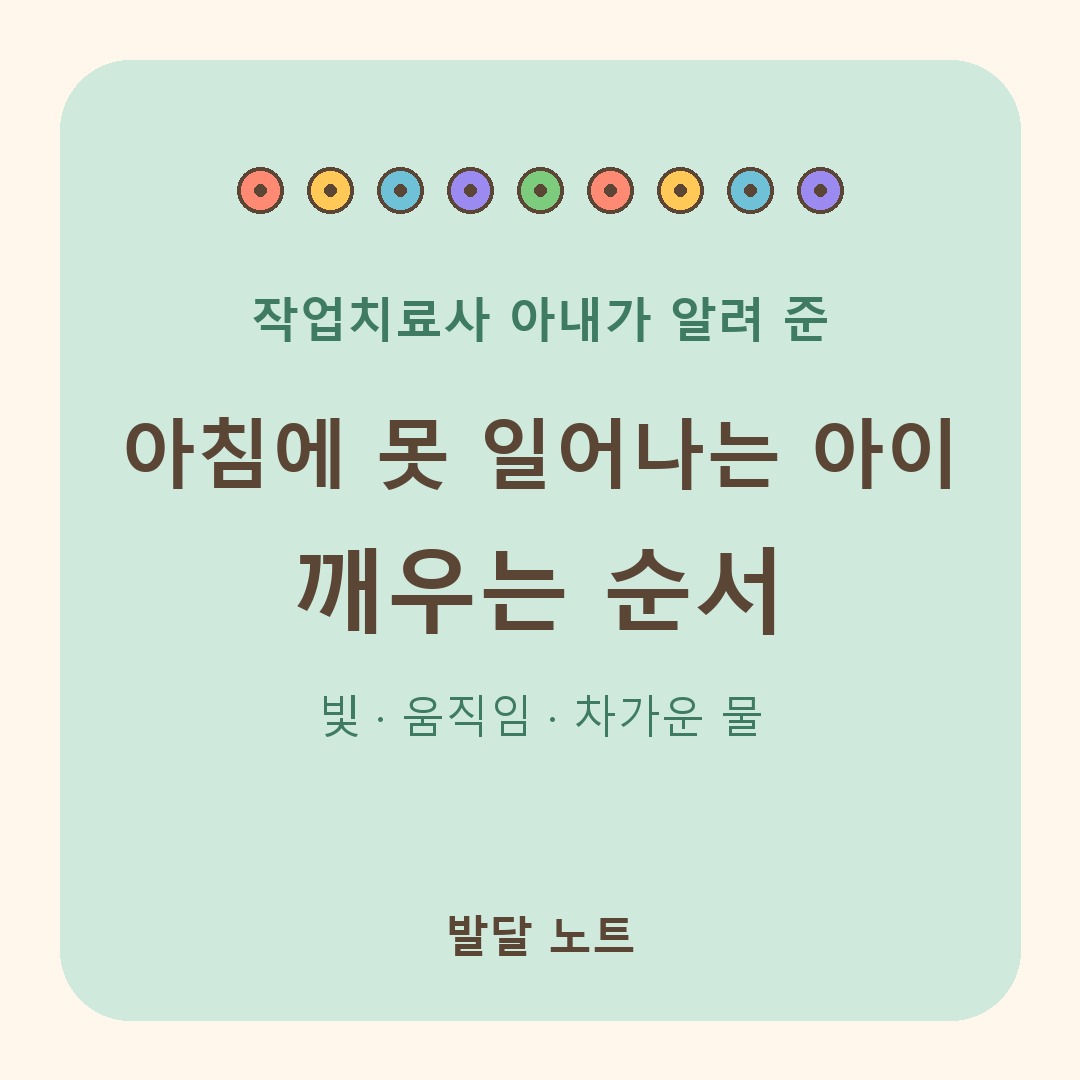 작업치료사 아내가 알려 준
아침에 못 일어나는 아이
깨우는 순서
빛 · 움직임 · 차가운 물
발달 노트